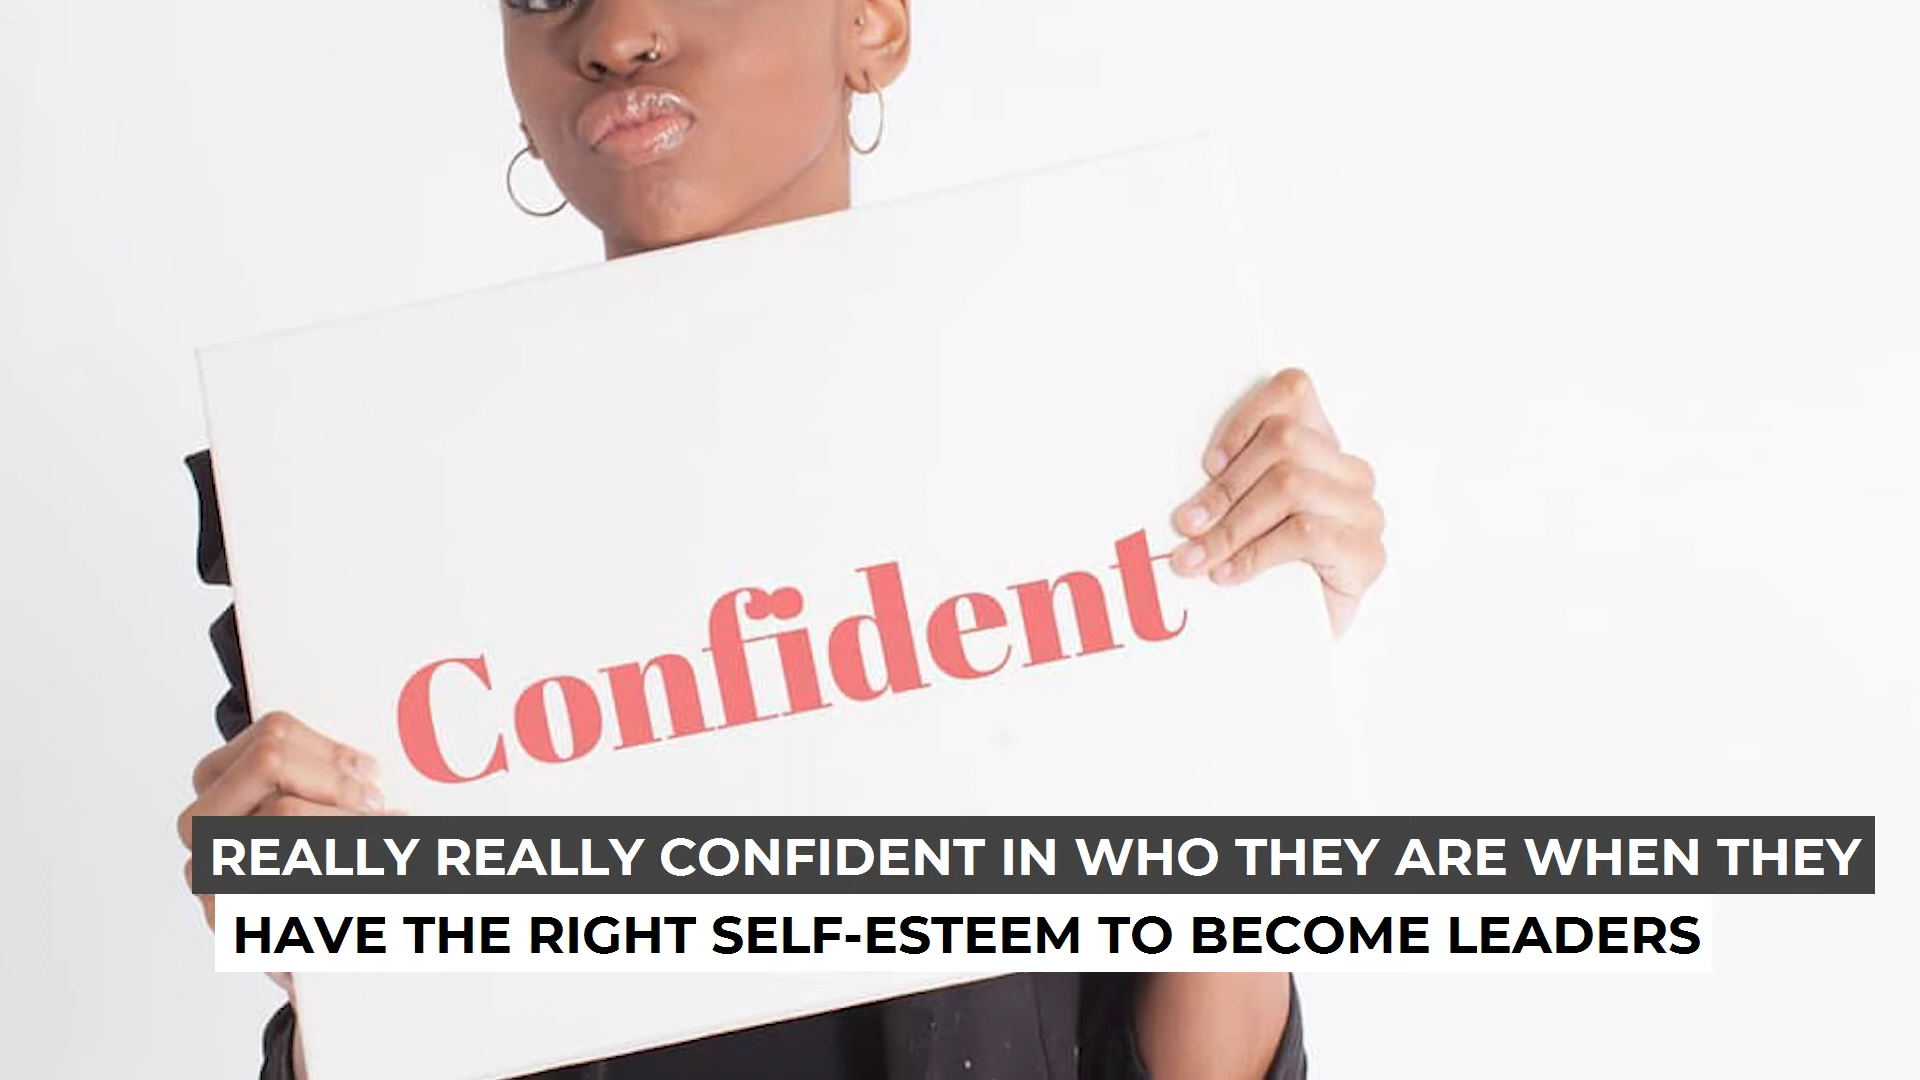 Confident
REALLY REALLY CONFIDENT IN WHO THEY ARE WHEN THEY
HAVE THE RIGHT SELF-ESTEEM TO BECOME LEADERS